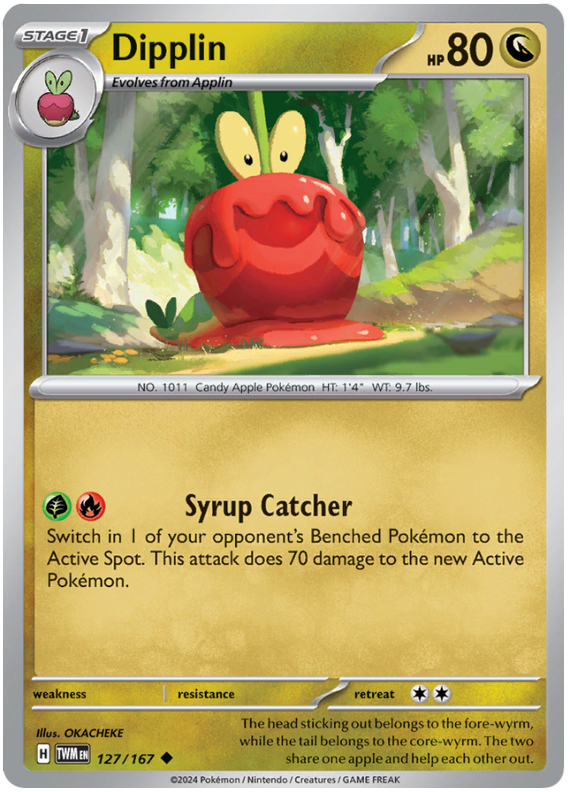 STAGE 1
Dipplin
HP 80
Evolves from Applin
NO. 1011 Candy Apple Pokémon HT: 1'4" WT: 9.7 lbs.
Syrup Catcher
Switch in 1 of your opponent's Benched Pokémon to the
Active Spot. This attack does 70 damage to the new Active
Pokémon.
weakness resistance retreat
Illus. OKACHEKE
H TWM EN 127/167
The head sticking out belongs to the fore-wyrm,
while the tail belongs to the core-wyrm. The two
share one apple and help each other out.
©2024 Pokémon / Nintendo / Creatures / GAME FREAK